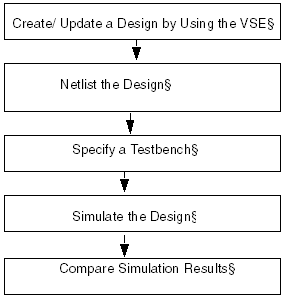 Create/ Update a Design by Using the VSE§
Netlist the Design§
Specify a Testbench§
Simulate the Design§
Compare Simulation Results§